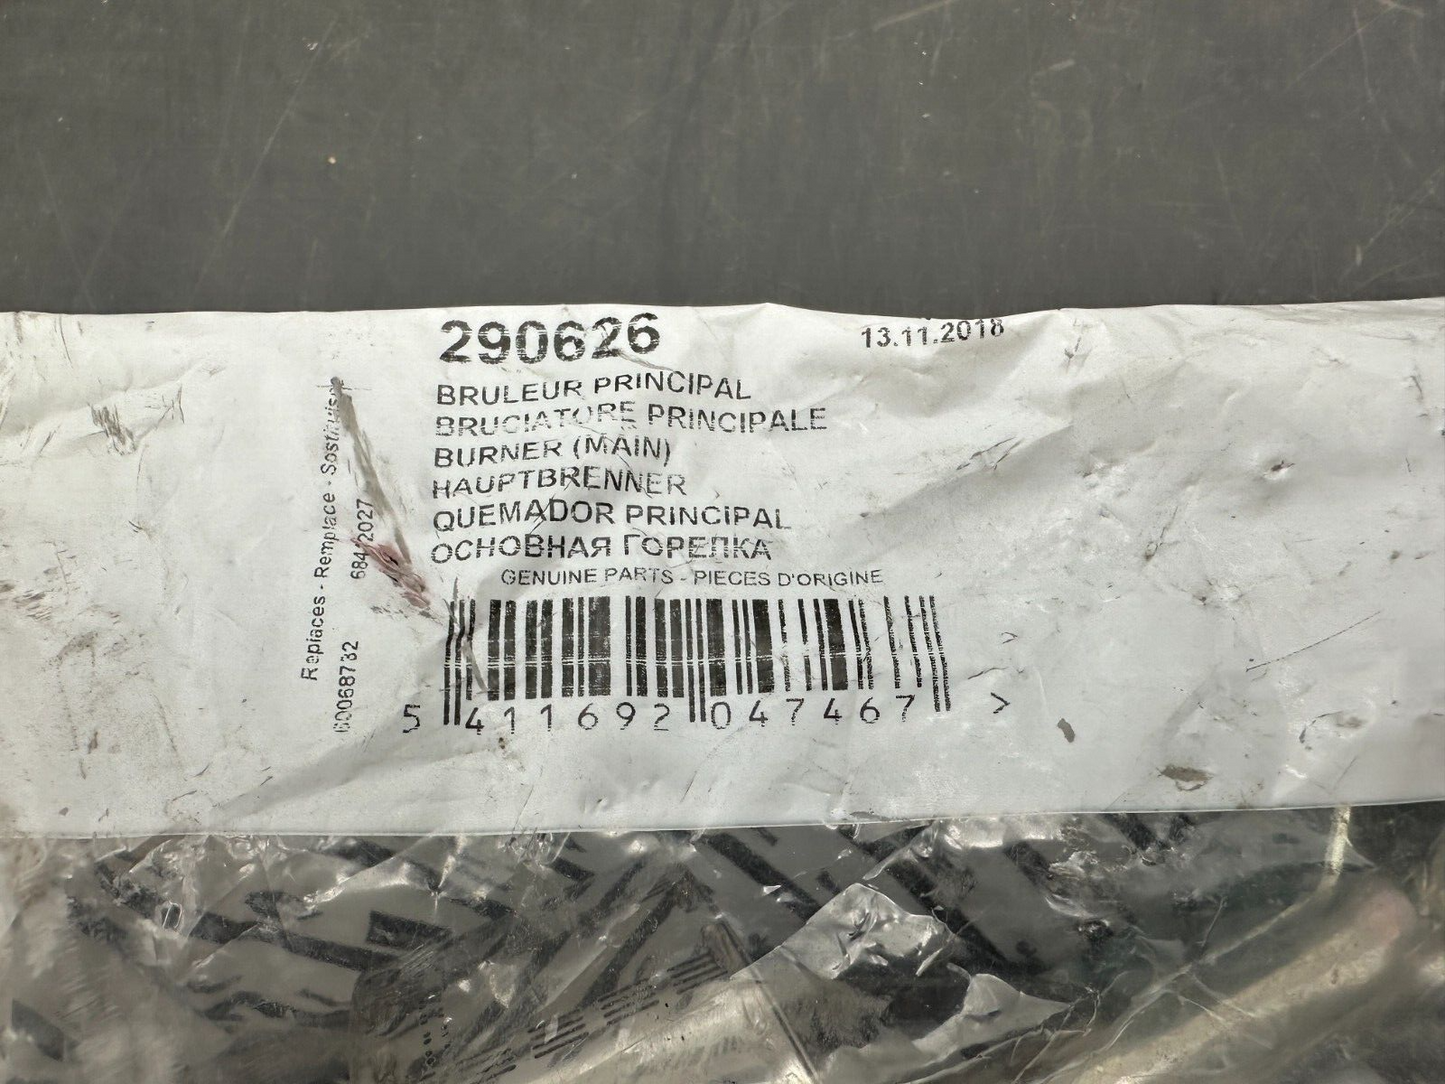 290626
13.11.2018
BRULEUR PRINCIPAL
BRUCIATORE PRINCIPALE
BURNER (MAIN)
HAUPTBRENNER
QUEMADOR PRINCIPAL
ОСНОВНАЯ ГОРЕЛКА
GENUINE PARTS - PIECES D'ORIGINE
5 411692 047467 >
Replaces - Remplace - Sostituisce
60068732